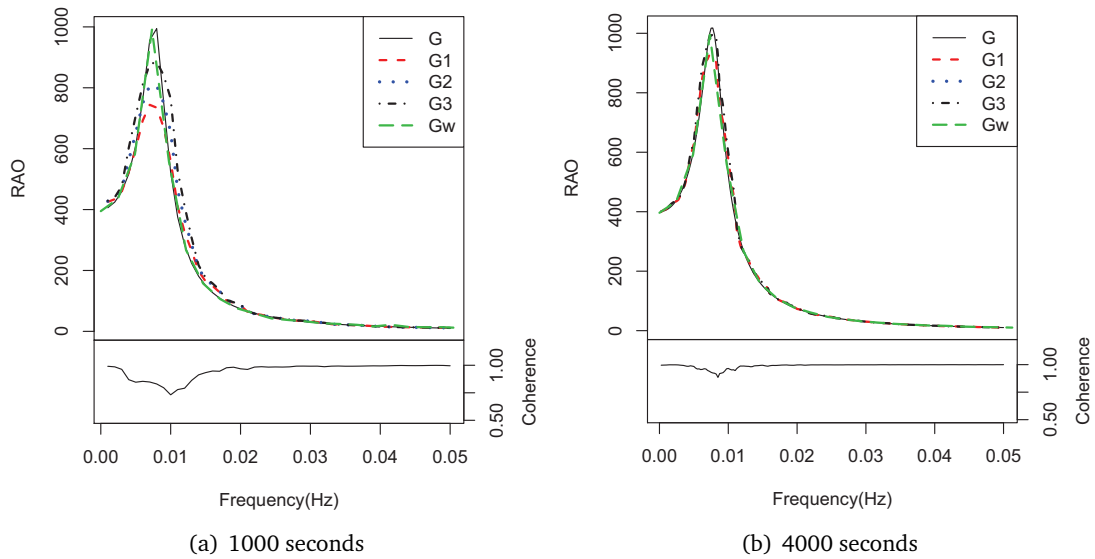 G
G1
G2
G3
Gw
RAO
0
200
400
600
800
1000
0.50
1.00
Coherence
0.00 0.01 0.02 0.03 0.04 0.05
Frequency(Hz)
(a) 1000 seconds
G
G1
G2
G3
Gw
RAO
0
200
400
600
800
1000
0.50
1.00
Coherence
0.00 0.01 0.02 0.03 0.04 0.05
Frequency(Hz)
(b) 4000 seconds